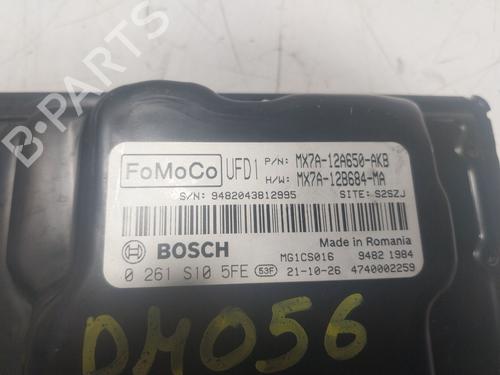 FoMoCo UFD1 P/N: MX7A-12A650-AKB
H/W: MX7A-12B684-MA
S/N: 9482043812995 SITE: S2SZJ
Made in Romania
BOSCH MG1CS016 9482 1984
0 261 S10 5FE 53F 21-10-26 4740002259
DM056